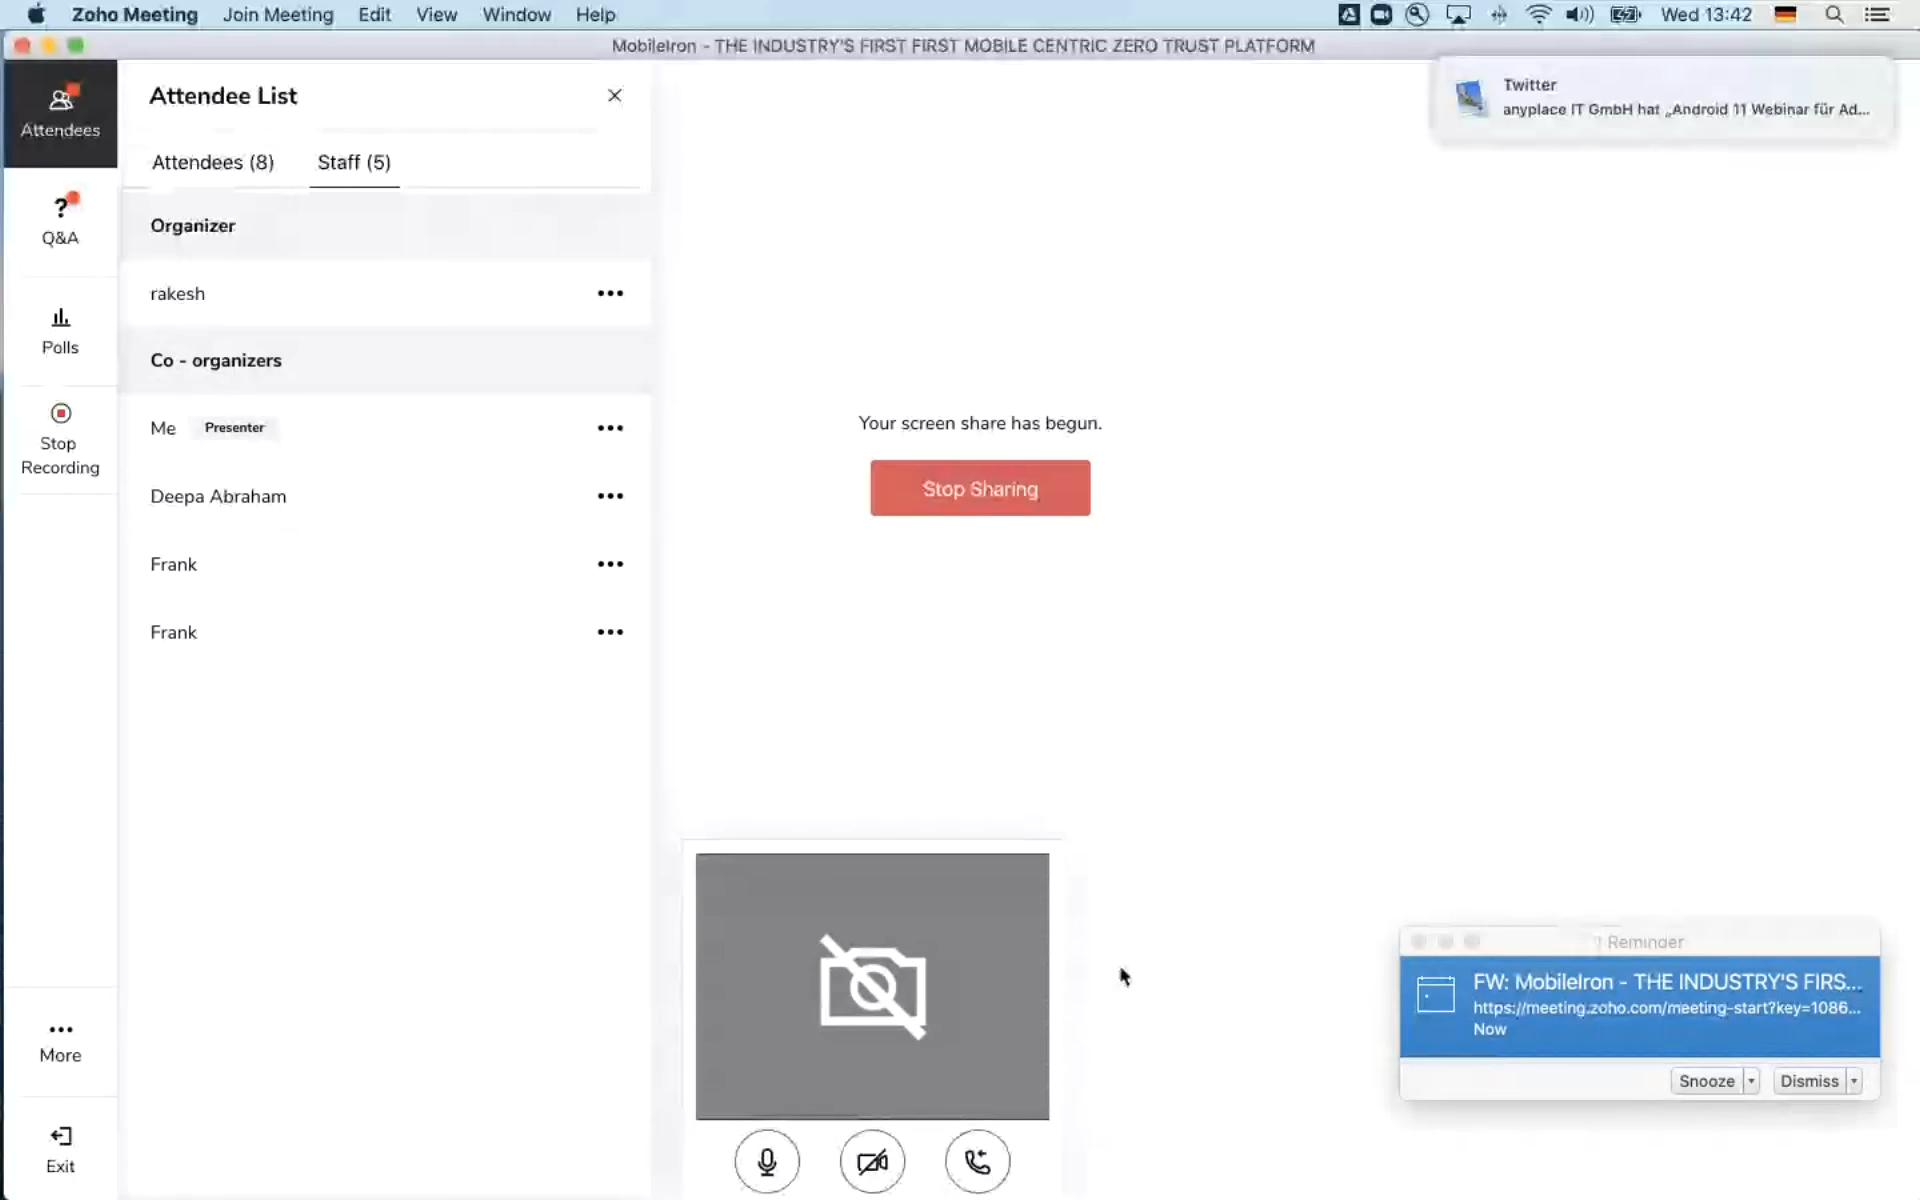 Zoho Meeting Join Meeting Edit View Window Help Wed 13:42
MobileIron - THE INDUSTRY'S FIRST FIRST MOBILE CENTRIC ZERO TRUST PLATFORM
Attendees
Q&A
Polls
Stop
Recording
More
Exit
Attendee List
Attendees (8) Staff (5)
Organizer
rakesh
Co - organizers
Me Presenter
Deepa Abraham
Frank
Frank
Your screen share has begun.
Stop Sharing
Twitter
anyplace IT GmbH hat „Android 11 Webinar für Ad...
1 Reminder
FW: MobileIron - THE INDUSTRY'S FIRS...
https://meeting.zoho.com/meeting-start?key=1086...
Now
Snooze Dismiss